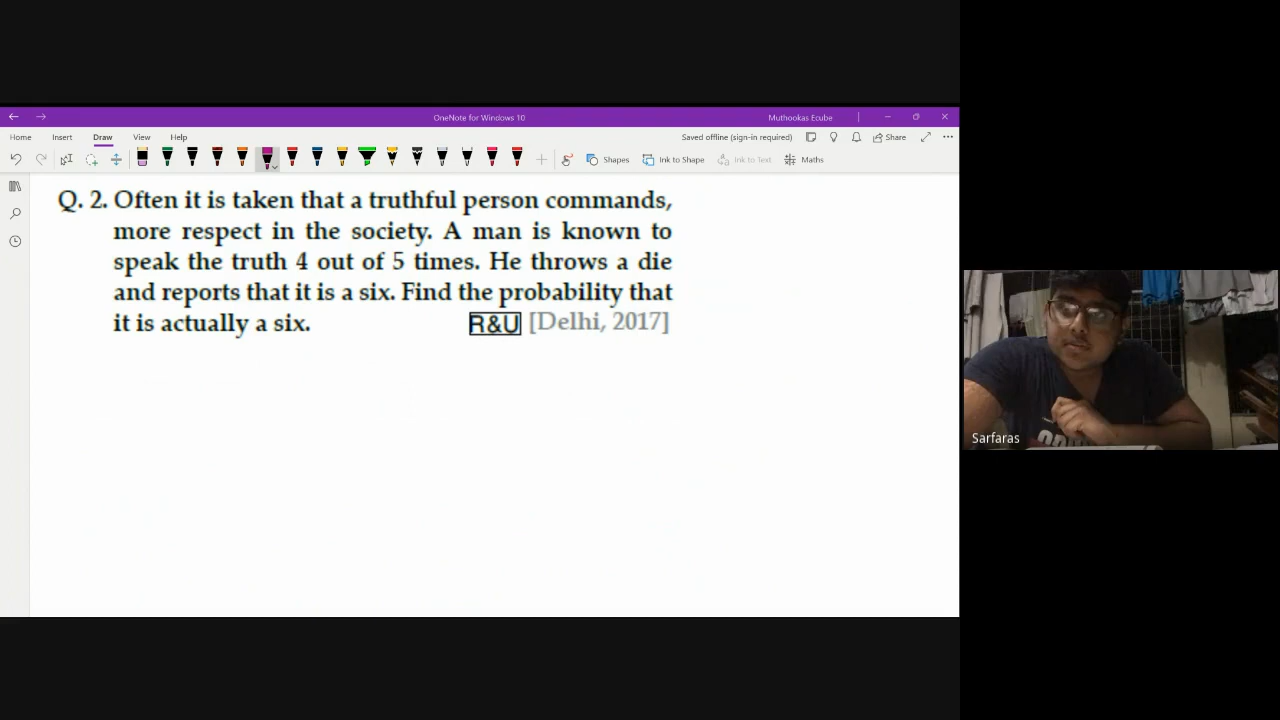 OneNote for Windows 10
Muthookas Ecube
Home Insert Draw View Help
Saved offline (sign-in required) Share
Shapes Ink to Shape Ink to Text Maths
Q. 2. Often it is taken that a truthful person commands,
more respect in the society. A man is known to
speak the truth 4 out of 5 times. He throws a die
and reports that it is a six. Find the probability that
it is actually a six. R&U [Delhi, 2017]
Sarfaras